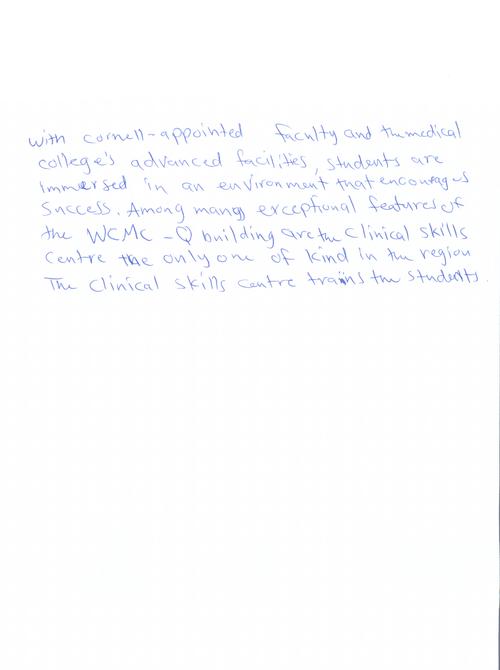 with cornell-appointed faculty and the medical
college's advanced facilities, students are
immersed in an environment that encourages
Success. Among many exceptional features of
the WCMC-Q building are the Clinical skills
Centre the only one of kind in the region
The Clinical skills centre trains the students.